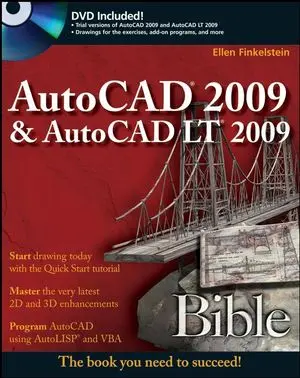 DVD Included!
• Trial versions of AutoCAD 2009 and AutoCAD LT 2009
• Drawings for the exercises, add-on programs, and more
Ellen Finkelstein
AutoCAD® 2009
& AutoCAD LT® 2009
Start drawing today
with the Quick Start tutorial
Master the very latest
2D and 3D enhancements
Program AutoCAD
using AutoLISP and VBA
Bible
The book you need to succeed!